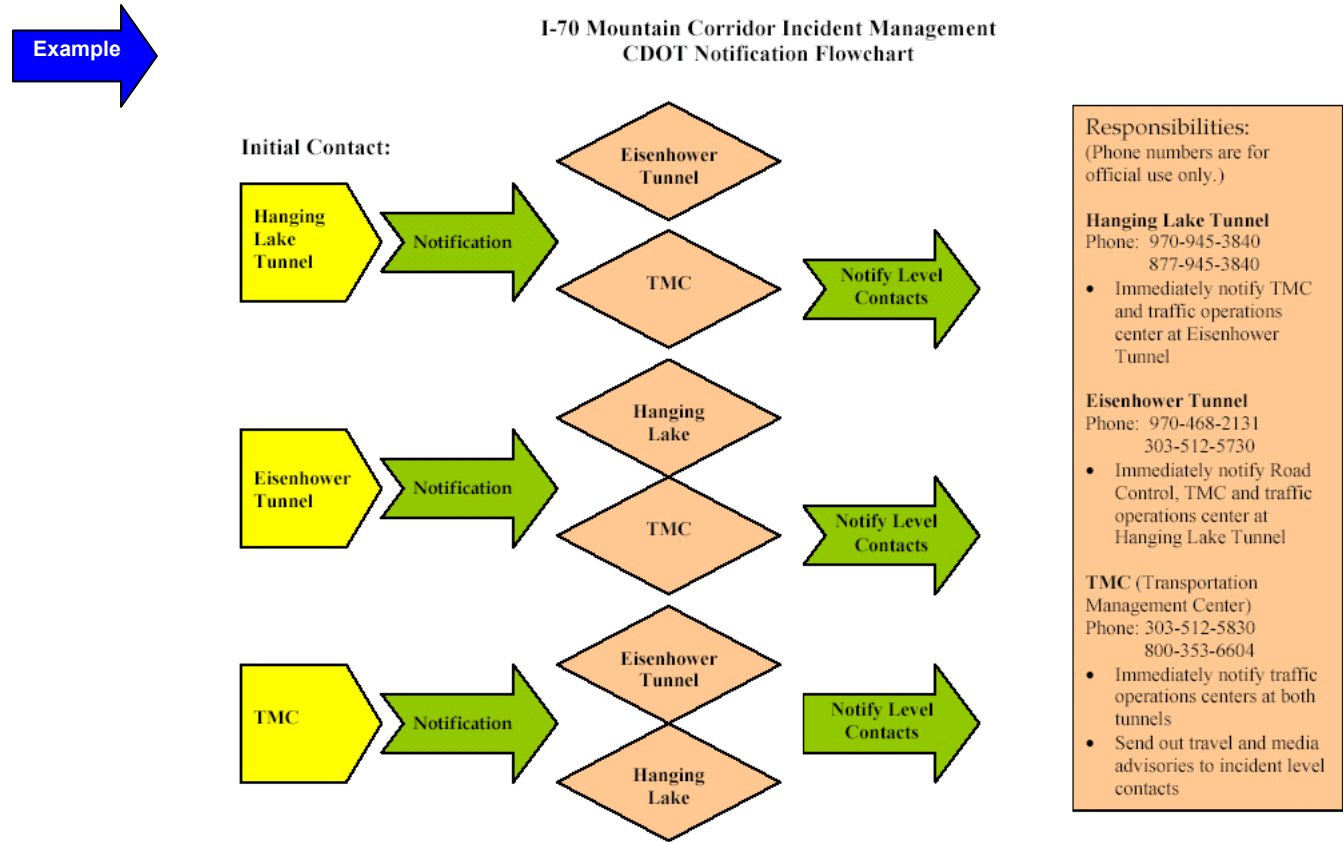 Example
I-70 Mountain Corridor Incident Management
CDOT Notification Flowchart
Initial Contact:
Hanging
Lake
Tunnel
Notification
Eisenhower
Tunnel
TMC
Notify Level
Contacts
Eisenhower
Tunnel
Notification
Hanging
Lake
TMC
Notify Level
Contacts
TMC
Notification
Eisenhower
Tunnel
Hanging
Lake
Notify Level
Contacts
Responsibilities:
(Phone numbers are for
official use only.)
Hanging Lake Tunnel
Phone: 970-945-3840
877-945-3840
• Immediately notify TMC
and traffic operations
center at Eisenhower
Tunnel
Eisenhower Tunnel
Phone: 970-468-2131
303-512-5730
• Immediately notify Road
Control, TMC and traffic
operations center at
Hanging Lake Tunnel
TMC (Transportation
Management Center)
Phone: 303-512-5830
800-353-6604
• Immediately notify traffic
operations centers at both
tunnels
• Send out travel and media
advisories to incident level
contacts